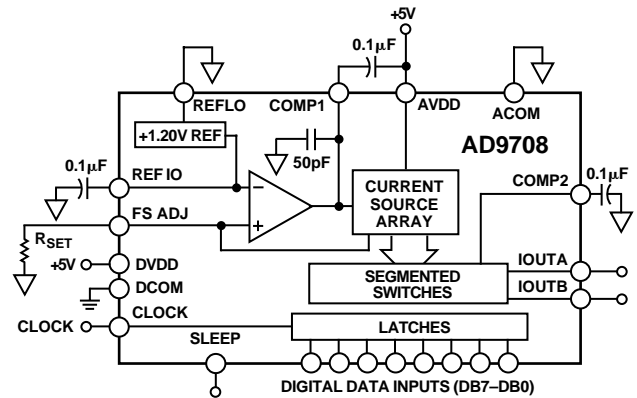 +5V
0.1μF
REFLO
COMP1
AVDD
ACOM
+1.20V REF
AD9708
0.1μF
50pF
COMP2
0.1μF
REF IO
CURRENT
SOURCE
ARRAY
–
FS ADJ
+
RSET
+5V
DVDD
SEGMENTED
SWITCHES
IOUTA
DCOM
IOUTB
CLOCK
CLOCK
LATCHES
SLEEP
DIGITAL DATA INPUTS (DB7–DB0)